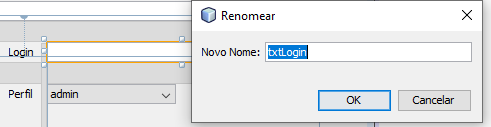 Renomear
Login
Novo Nome: txtLogin
Perfil admin
OK Cancelar